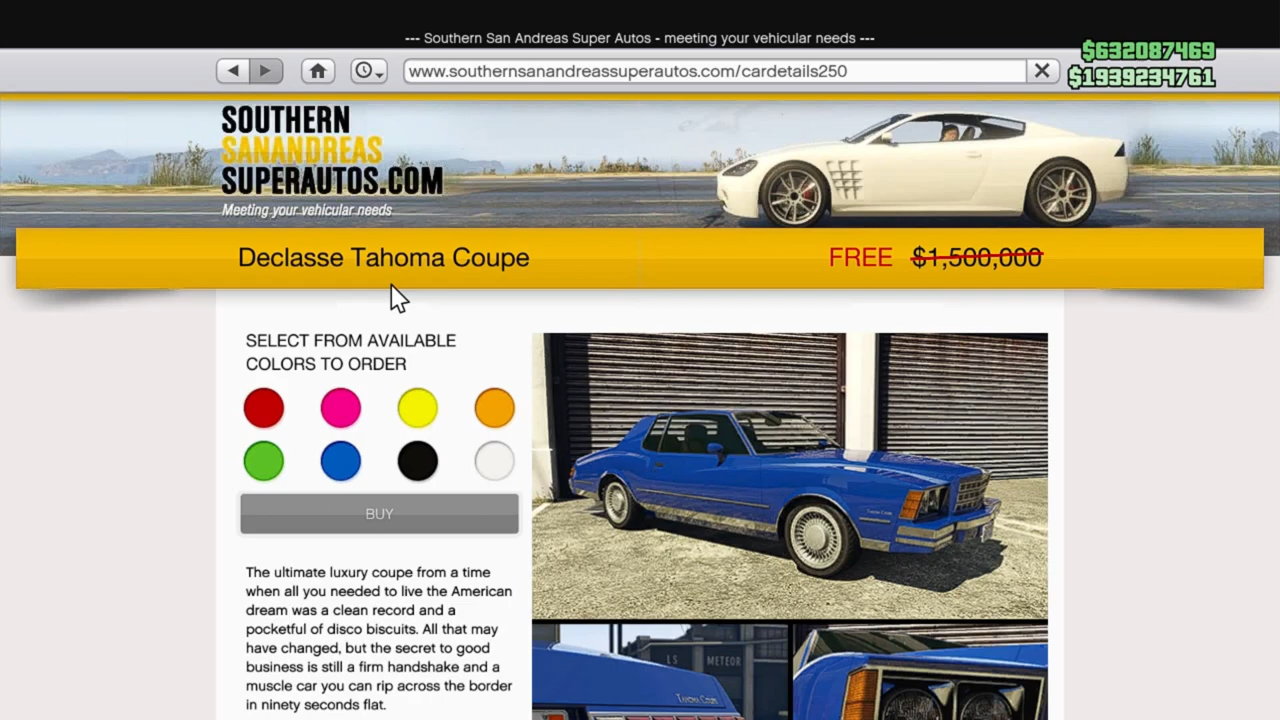 --- Southern San Andreas Super Autos - meeting your vehicular needs ---
$632087469
www.southernsanandreassuperautos.com/cardetails250
$1939234761
SOUTHERN
SANANDREAS
SUPERAUTOS.COM
Meeting your vehicular needs
Declasse Tahoma Coupe
FREE $1,500,000
SELECT FROM AVAILABLE
COLORS TO ORDER
BUY
The ultimate luxury coupe from a time
when all you needed to live the American
dream was a clean record and a
pocketful of disco biscuits. All that may
have changed, but the secret to good
business is still a firm handshake and a
muscle car you can rip across the border
in ninety seconds flat.
LS METEOR
Tahoma Coupe